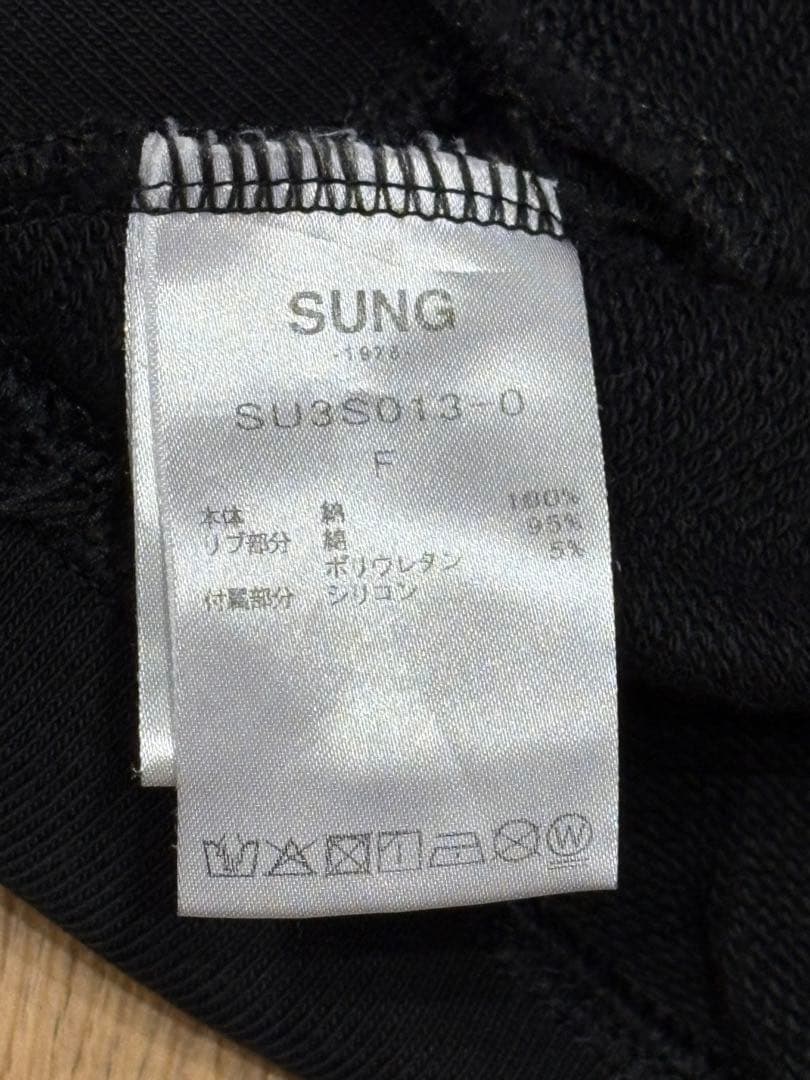 SUNG
-1976-
SU3S013-0
F
本体 綿 100%
リブ部分 綿 95%
ポリウレタン 5%
付属部分 シリコン
W